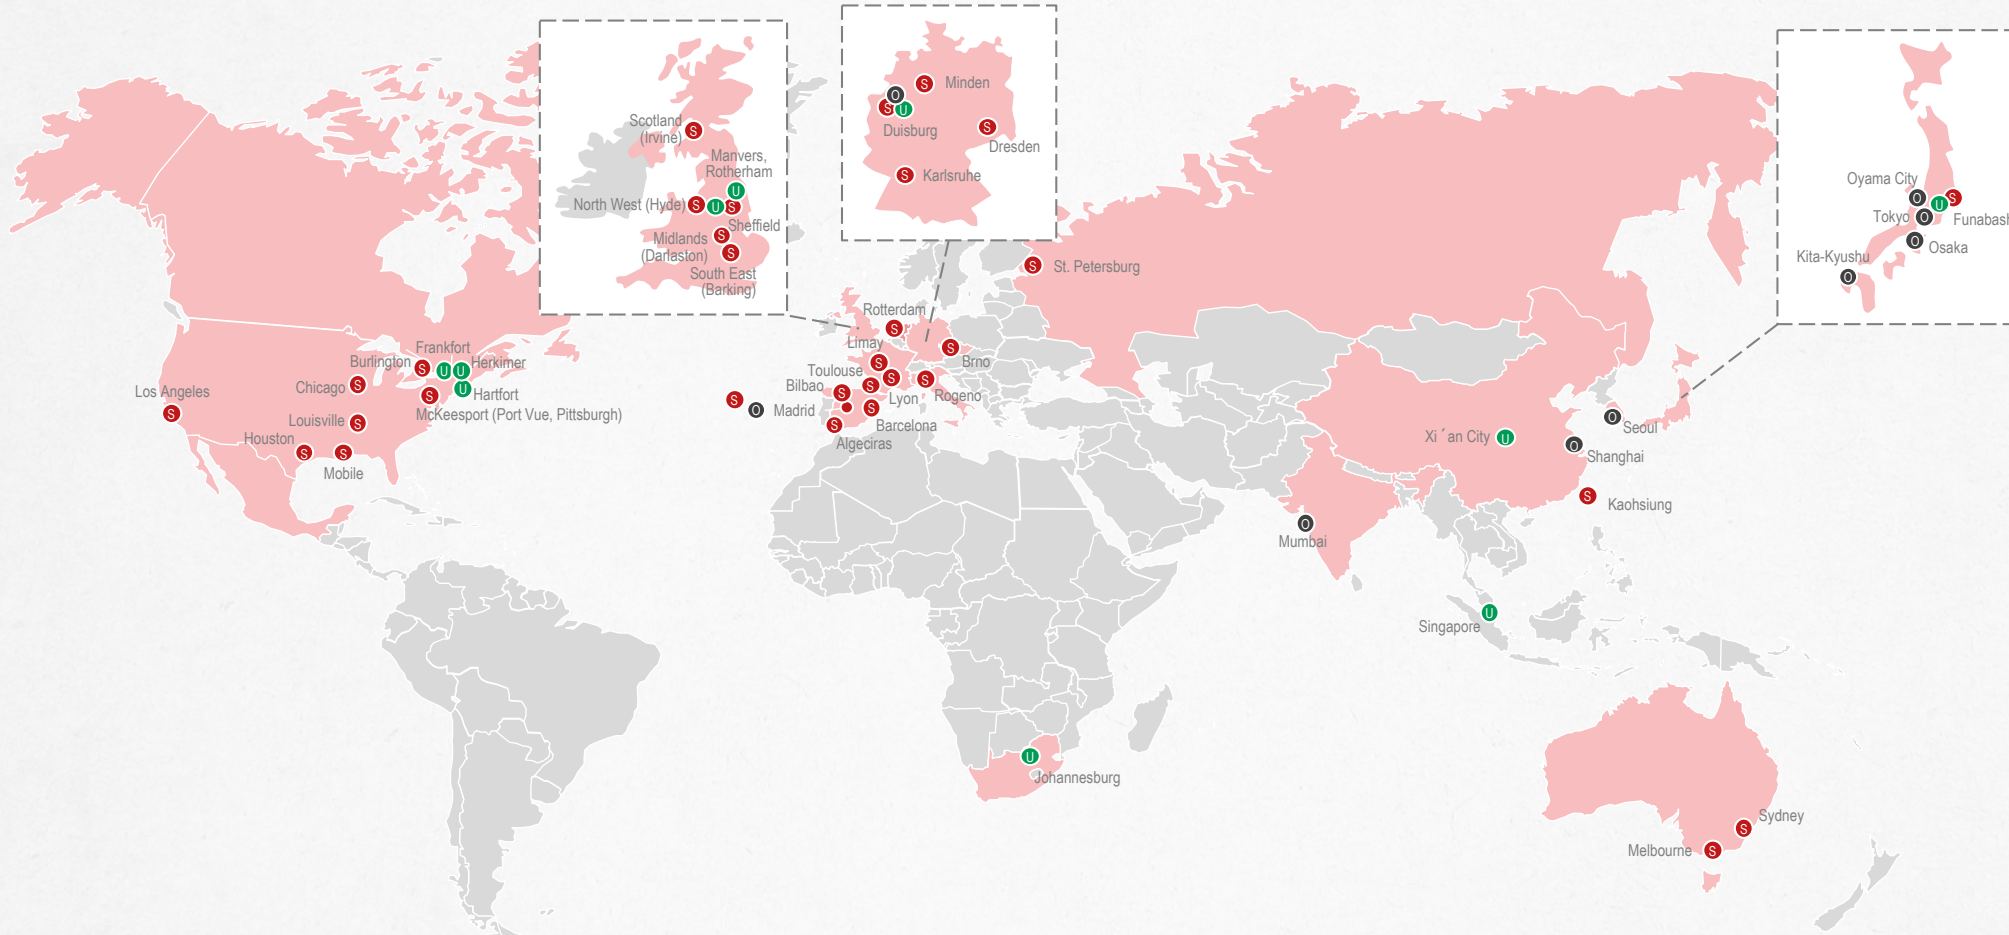 Scotland
(Irvine)
S
Manvers,
Rotherham
U
North West (Hyde)
S
U
S
Sheffield
Midlands
(Darlaston)
S
S
South East
(Barking)
S
Minden
O
S
U
Duisburg
S
Dresden
S
Karlsruhe
Oyama City
O
S
U
Tokyo
O
Funabash
O
Osaka
Kita-Kyushu
O
S
St. Petersburg
Rotterdam
S
Limay
S
S
Brno
Toulouse
S
S
S
Rogeno
Bilbao
S
Lyon
S
O
Madrid
S
Barcelona
S
Algeciras
Frankfort
Burlington
S
U
U
Herkimer
Chicago
S
U
Hartfort
S
McKeesport (Port Vue, Pittsburgh)
Los Angeles
S
Louisville
S
Houston
S
S
Mobile
O
Seoul
Xi ´an City
U
O
Shanghai
S
Kaohsiung
O
Mumbai
U
Singapore
U
Johannesburg
S
Sydney
Melbourne
S